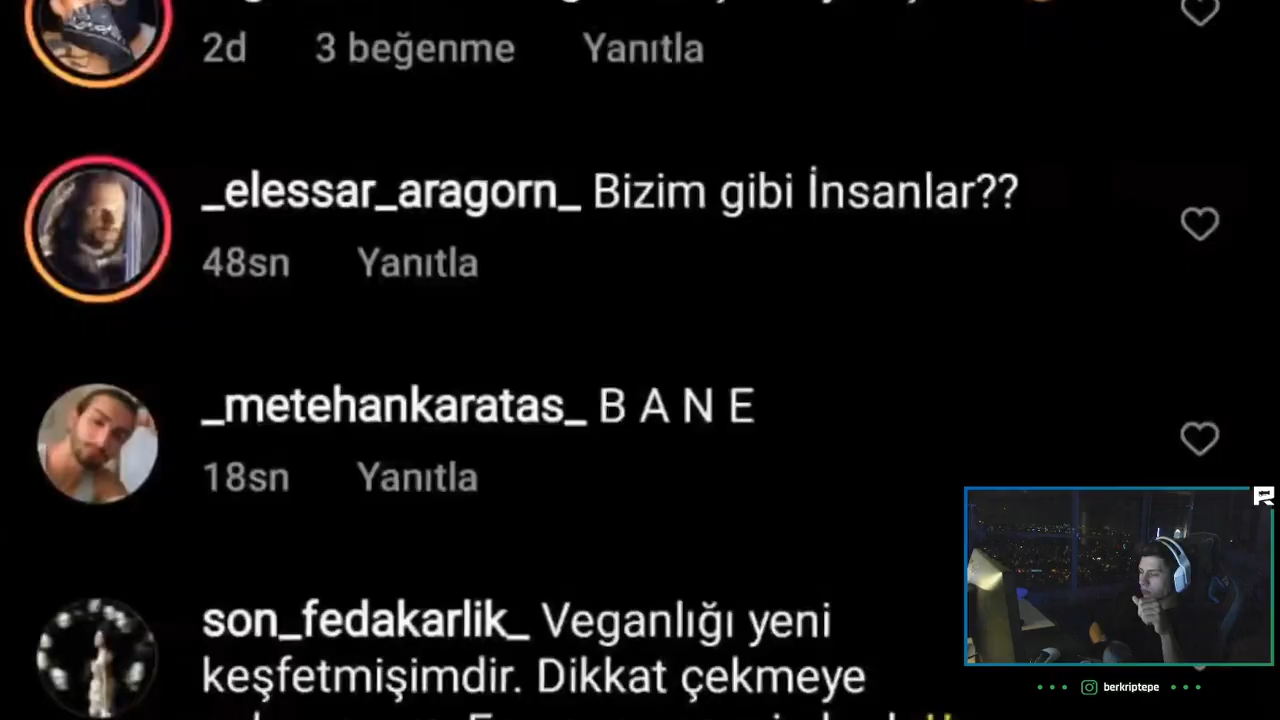 2d 3 beğenme Yanıtla
_elessar_aragorn_ Bizim gibi İnsanlar??
48sn Yanıtla
_metehankaratas_ B A N E
18sn Yanıtla
son_fedakarlik_ Veganlığı yeni
keşfetmişimdir. Dikkat çekmeye
berkriptepe